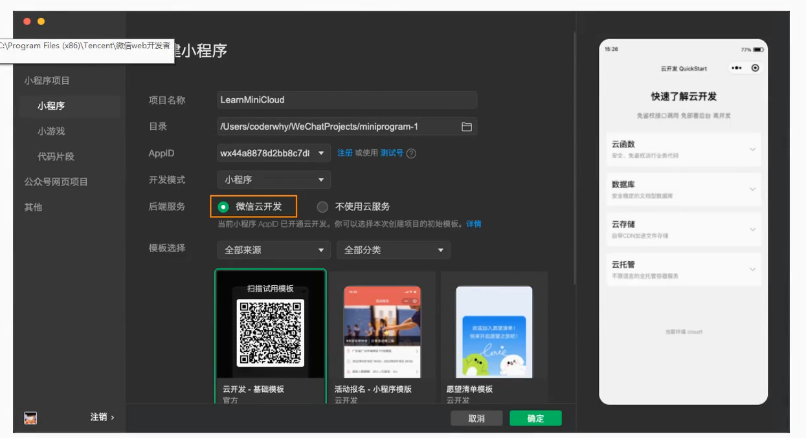 C:\Program Files (x86)\Tencent\微信web开发者
建小程序
小程序项目
小程序
小游戏
代码片段
公众号网页项目
其他
注销 ›
项目名称
LearnMiniCloud
目录
/Users/coderwhy/WeChatProjects/miniprogram-1
AppID
wx44a8878d2bb8c7dl
注册 或使用 测试号 ?
开发模式
小程序
后端服务
微信云开发
不使用云服务
当前小程序 AppID 已开通云开发。你可以选择本次创建项目的初始模板。详情
模板选择
全部来源
全部分类
扫描试用模板
云开发 - 基础模板
官方
活动报名 - 小程序模版
云开发
愿望清单模板
云开发
取消
确定
15:26
77%
云开发 QuickStart
快速了解云开发
免鉴权接口调用 免部署后台 高并发
云函数
安全、免鉴权运行业务代码
数据库
安全稳定的文档型数据库
云存储
自带CDN加速文件存储
云托管
不限语言的全托管容器服务